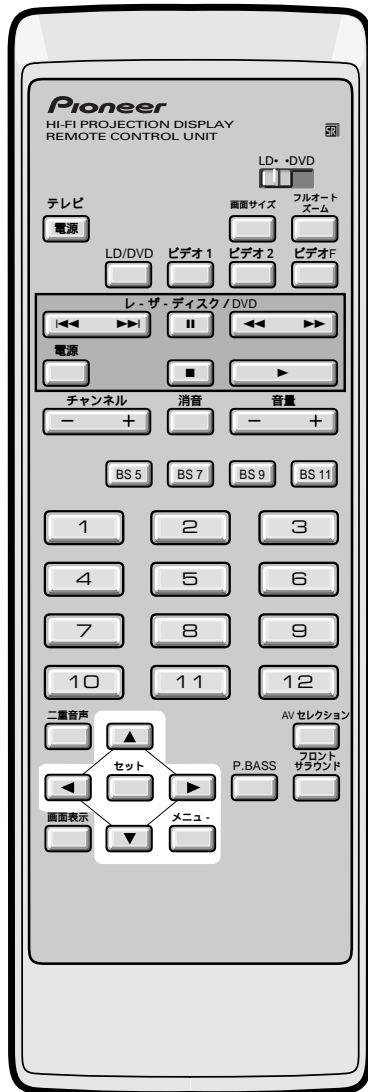 Pioneer
HI-FI PROJECTION DISPLAY
REMOTE CONTROL UNIT
SR
LD• •DVD
テレビ
画面サイズ
フルオート
ズーム
電源
LD/DVD ビデオ1 ビデオ2 ビデオF
レ-ザ-ディスク/DVD
電源
チャンネル 消音 音量
− + − +
BS 5 BS 7 BS 9 BS 11
1 2 3
4 5 6
7 8 9
10 11 12
二重音声
AVセレクション
セット
P.BASS
フロント
サラウンド
画面表示
メニュ-